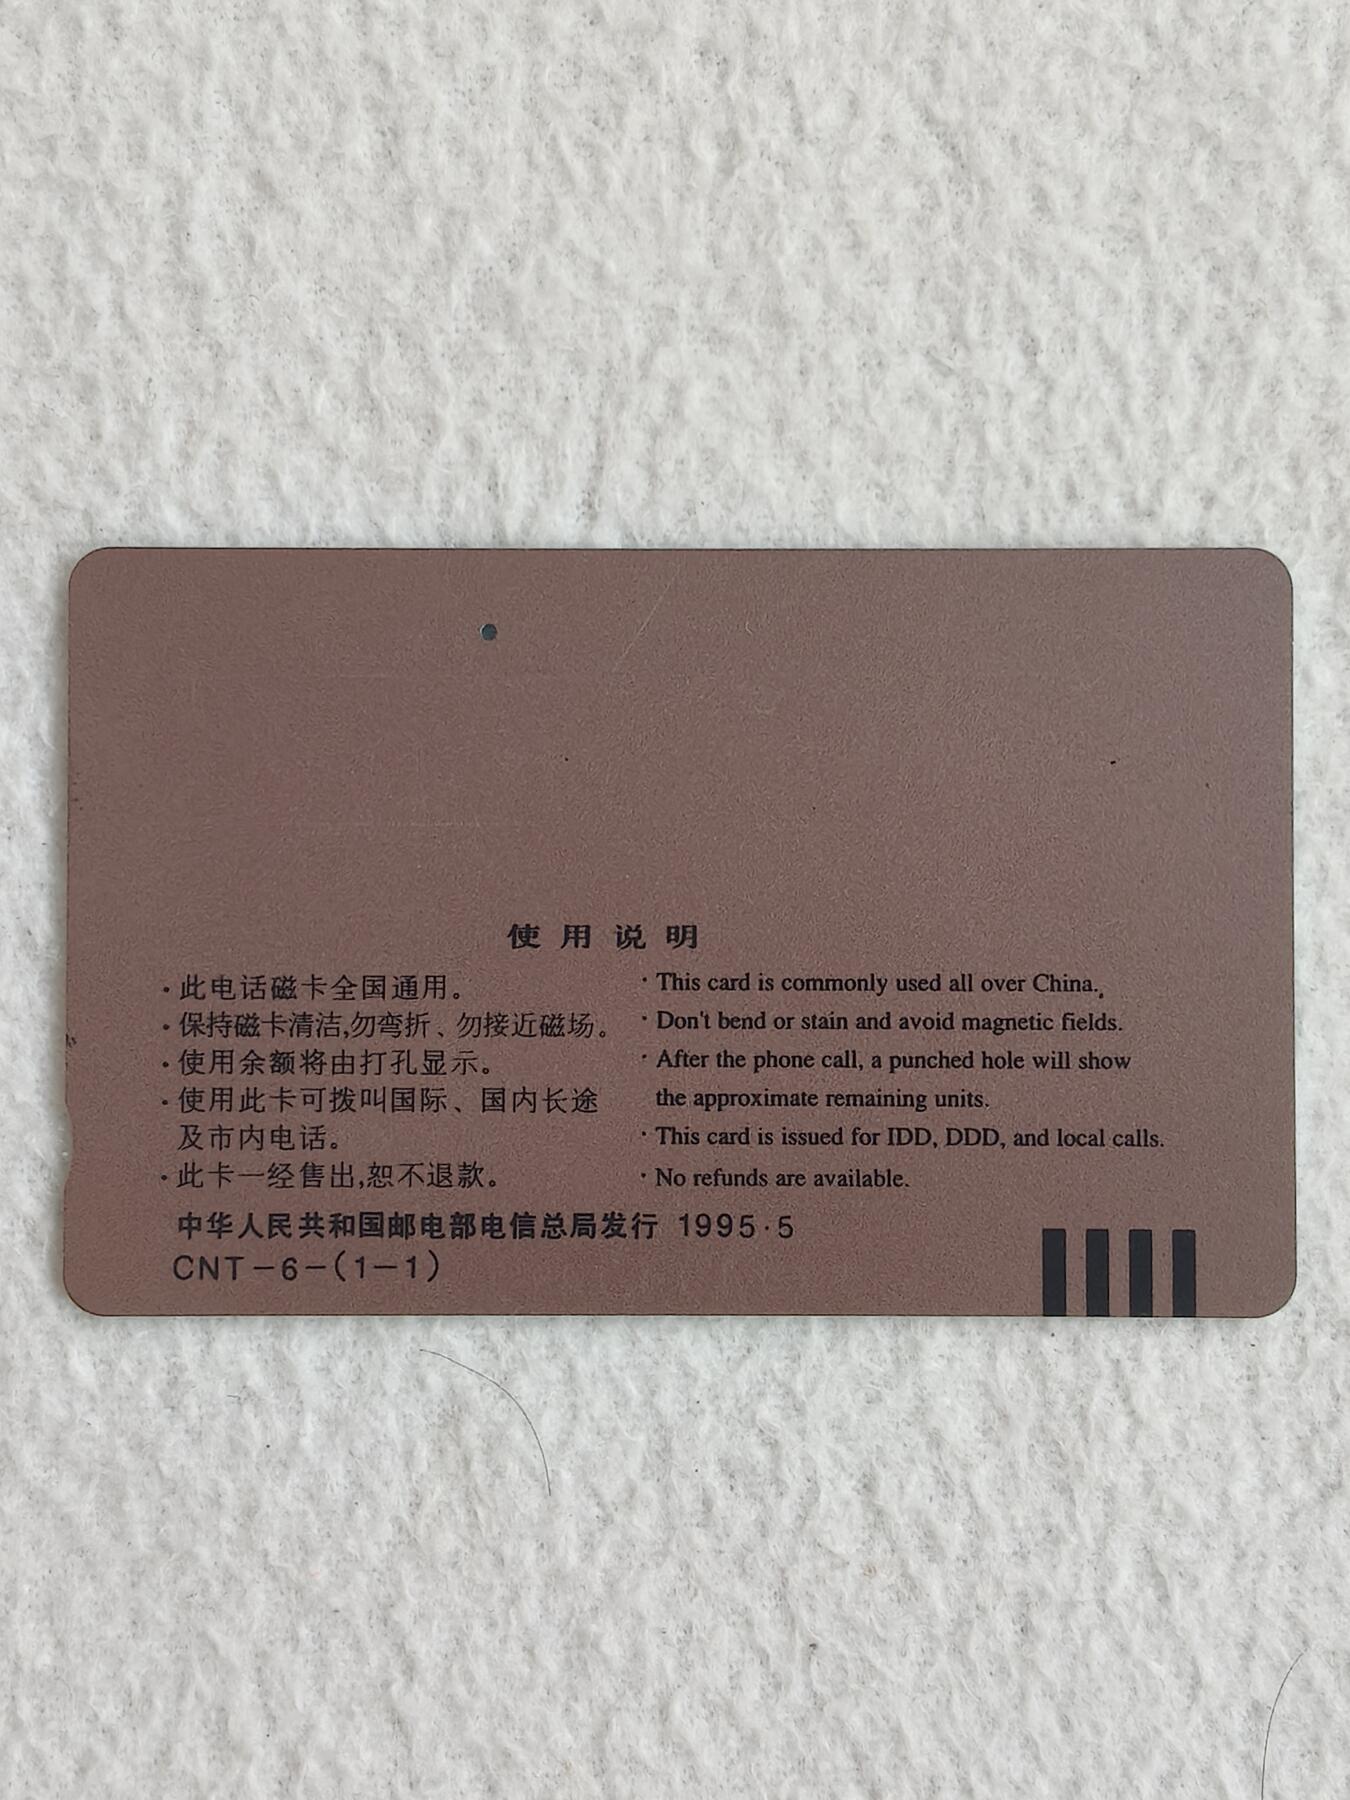 使用说明
·此电话磁卡全国通用。
·保持磁卡清洁,勿弯折、勿接近磁场。
·使用余额将由打孔显示。
·使用此卡可拨叫国际、国内长途
及市内电话。
·此卡一经售出,恕不退款。
·This card is commonly used all over China.
·Don't bend or stain and avoid magnetic fields.
·After the phone call, a punched hole will show
the approximate remaining units.
·This card is issued for IDD, DDD, and local calls.
·No refunds are available.
中华人民共和国邮电部电信总局发行 1995·5
CNT－6－(1－1)